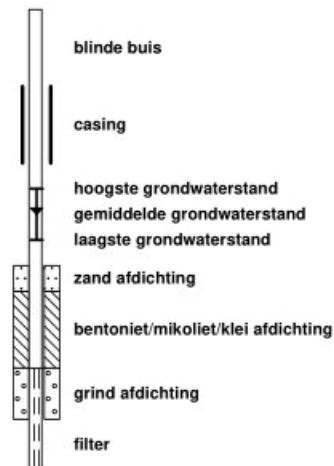 blinde buis
casing
hoogste grondwaterstand
gemiddelde grondwaterstand
laagste grondwaterstand
zand afdichting
bentoniet/mikoliet/klei afdichting
grind afdichting
filter